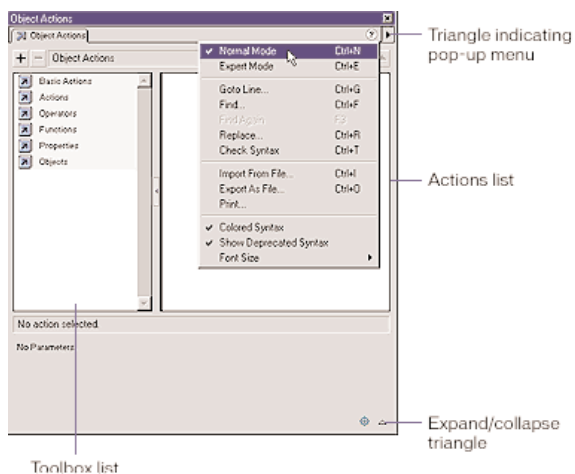 Object Actions
Object Actions
?
Triangle indicating
pop-up menu
+ − Object Actions
Normal Mode Ctrl+N
Expert Mode Ctrl+E
Goto Line... Ctrl+G
Find... Ctrl+F
Find Again F3
Replace... Ctrl+R
Check Syntax Ctrl+T
Import From File... Ctrl+I
Export As File... Ctrl+O
Print...
Colored Syntax
Show Deprecated Syntax
Font Size
Basic Actions
Actions
Operators
Functions
Properties
Objects
Actions list
No action selected.
No Parameters
Expand/collapse
triangle
Toolbox list